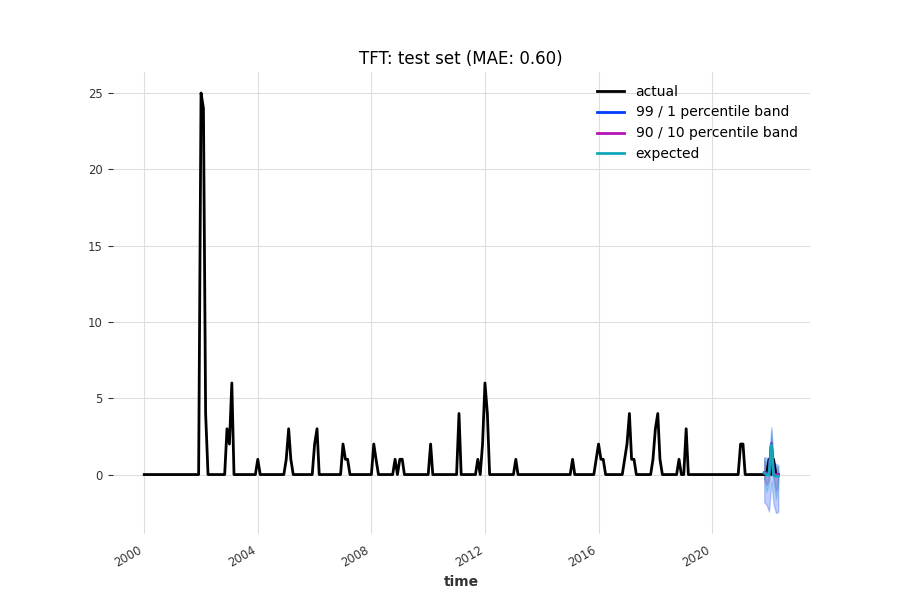 TFT: test set (MAE: 0.60)
actual
99 / 1 percentile band
90 / 10 percentile band
expected
25
20
15
10
5
0
2000
2004
2008
2012
2016
2020
time